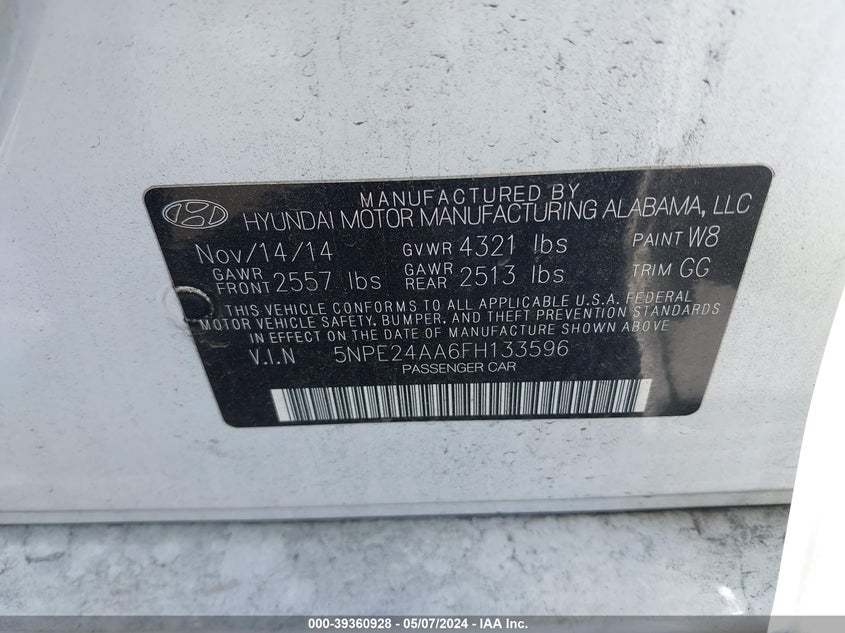 MANUFACTURED BY
HYUNDAI MOTOR MANUFACTURING ALABAMA, LLC
Nov/14/14 GVWR 4321 lbs PAINT W8
GAWR FRONT 2557 lbs GAWR REAR 2513 lbs TRIM GG
THIS VEHICLE CONFORMS TO ALL APPLICABLE U.S.A. FEDERAL
MOTOR VEHICLE SAFETY, BUMPER, AND THEFT PREVENTION STANDARDS
IN EFFECT ON THE DATE OF MANUFACTURE SHOWN ABOVE
V.I.N 5NPE24AA6FH133596
PASSENGER CAR
000-39360928 - 05/07/2024 - IAA Inc.